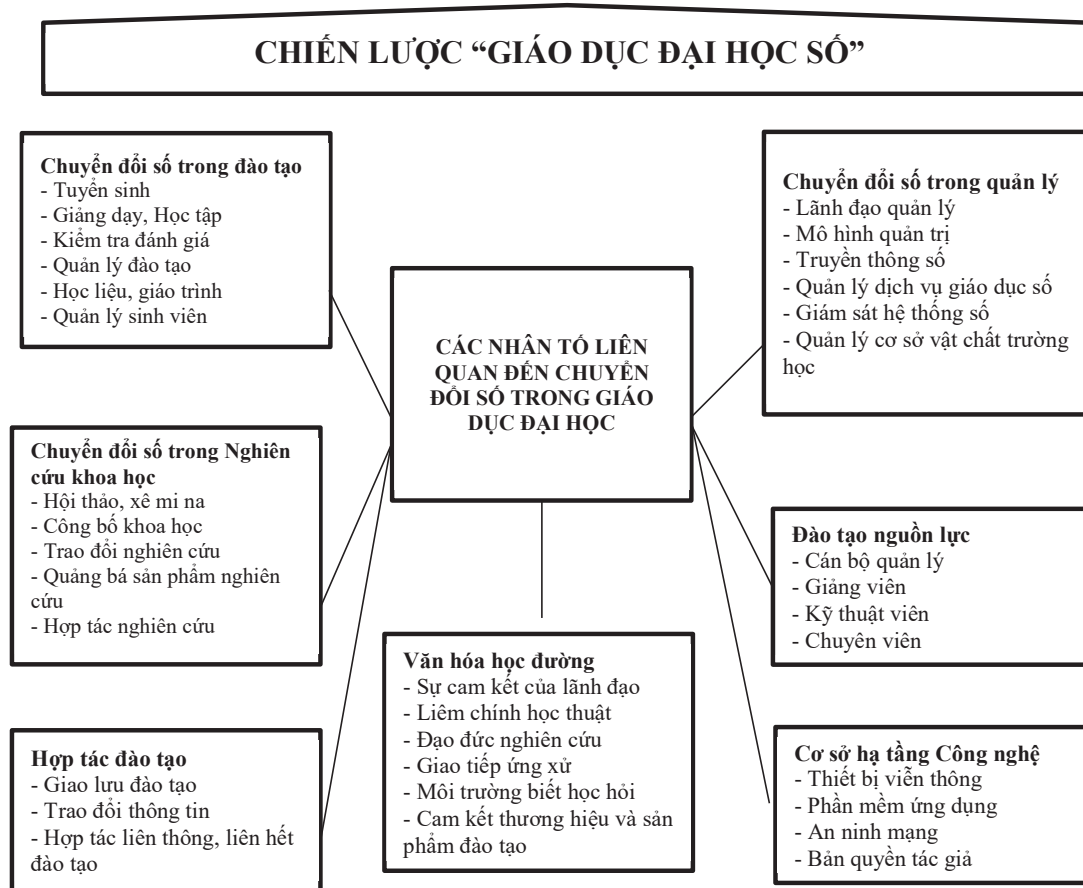 CHIẾN LƯỢC “GIÁO DỤC ĐẠI HỌC SỐ”
Chuyển đổi số trong đào tạo
- Tuyển sinh
- Giảng dạy, Học tập
- Kiểm tra đánh giá
- Quản lý đào tạo
- Học liệu, giáo trình
- Quản lý sinh viên
Chuyển đổi số trong quản lý
- Lãnh đạo quản lý
- Mô hình quản trị
- Truyền thông số
- Quản lý dịch vụ giáo dục số
- Giám sát hệ thống số
- Quản lý cơ sở vật chất trường
học
CÁC NHÂN TỐ LIÊN
QUAN ĐẾN CHUYỂN
ĐỔI SỐ TRONG GIÁO
DỤC ĐẠI HỌC
Chuyển đổi số trong Nghiên
cứu khoa học
- Hội thảo, xê mi na
- Công bố khoa học
- Trao đổi nghiên cứu
- Quảng bá sản phẩm nghiên
cứu
- Hợp tác nghiên cứu
Đào tạo nguồn lực
- Cán bộ quản lý
- Giảng viên
- Kỹ thuật viên
- Chuyên viên
Văn hóa học đường
- Sự cam kết của lãnh đạo
- Liêm chính học thuật
- Đạo đức nghiên cứu
- Giao tiếp ứng xử
- Môi trường biết học hỏi
- Cam kết thương hiệu và sản
phẩm đào tạo
Hợp tác đào tạo
- Giao lưu đào tạo
- Trao đổi thông tin
- Hợp tác liên thông, liên hết
đào tạo
Cơ sở hạ tầng Công nghệ
- Thiết bị viễn thông
- Phần mềm ứng dụng
- An ninh mạng
- Bản quyền tác giả